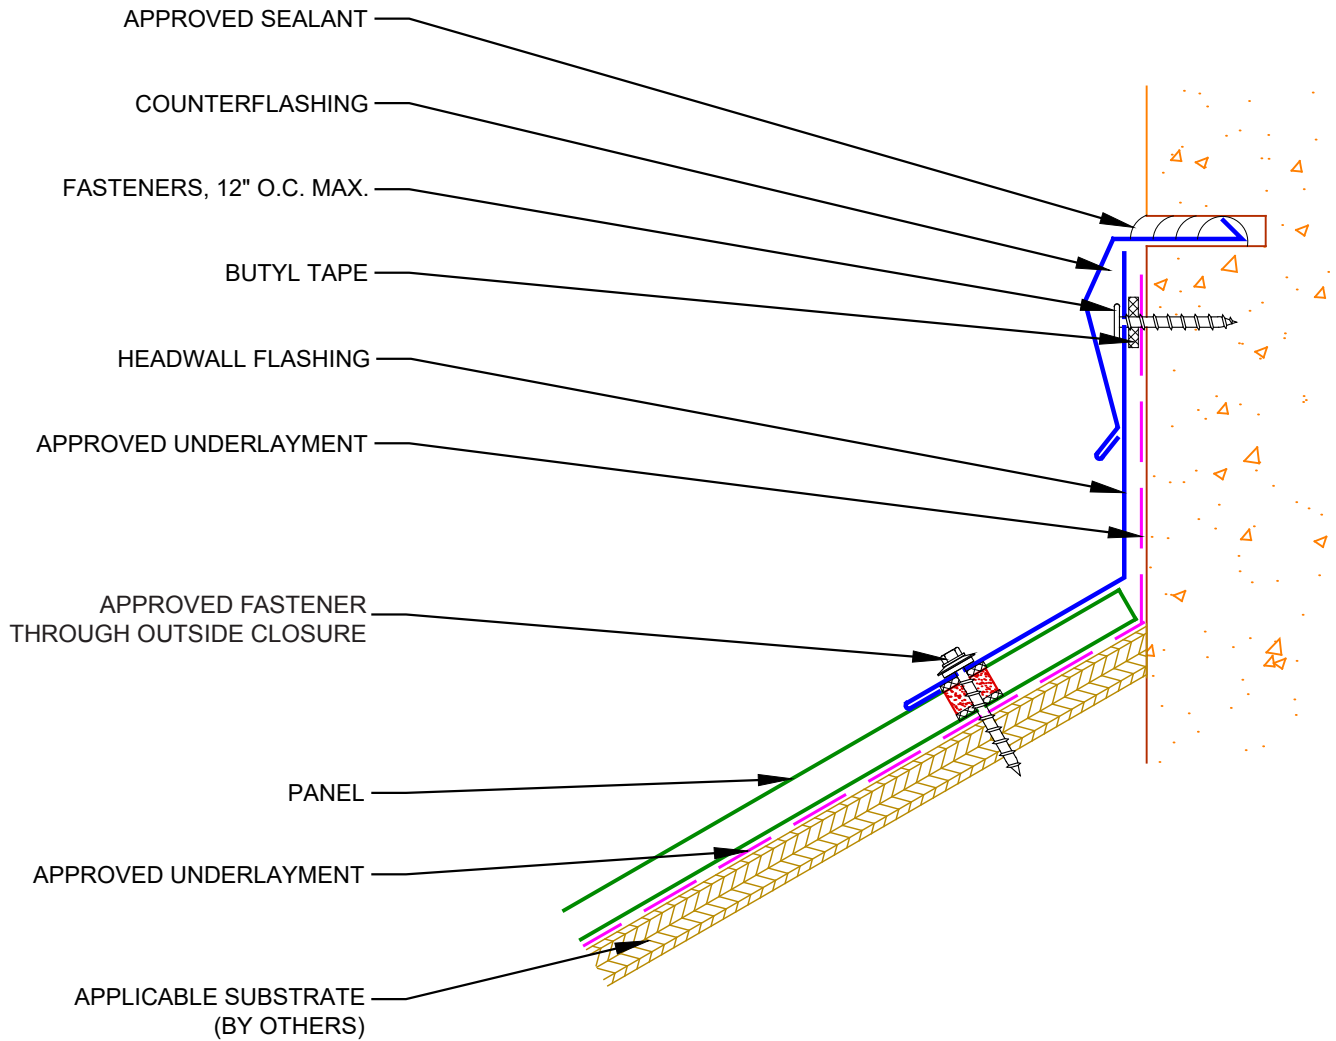 APPROVED SEALANT
COUNTERFLASHING
FASTENERS, 12" O.C. MAX.
BUTYL TAPE
HEADWALL FLASHING
APPROVED UNDERLAYMENT
APPROVED FASTENER
THROUGH OUTSIDE CLOSURE
PANEL
APPROVED UNDERLAYMENT
APPLICABLE SUBSTRATE
(BY OTHERS)